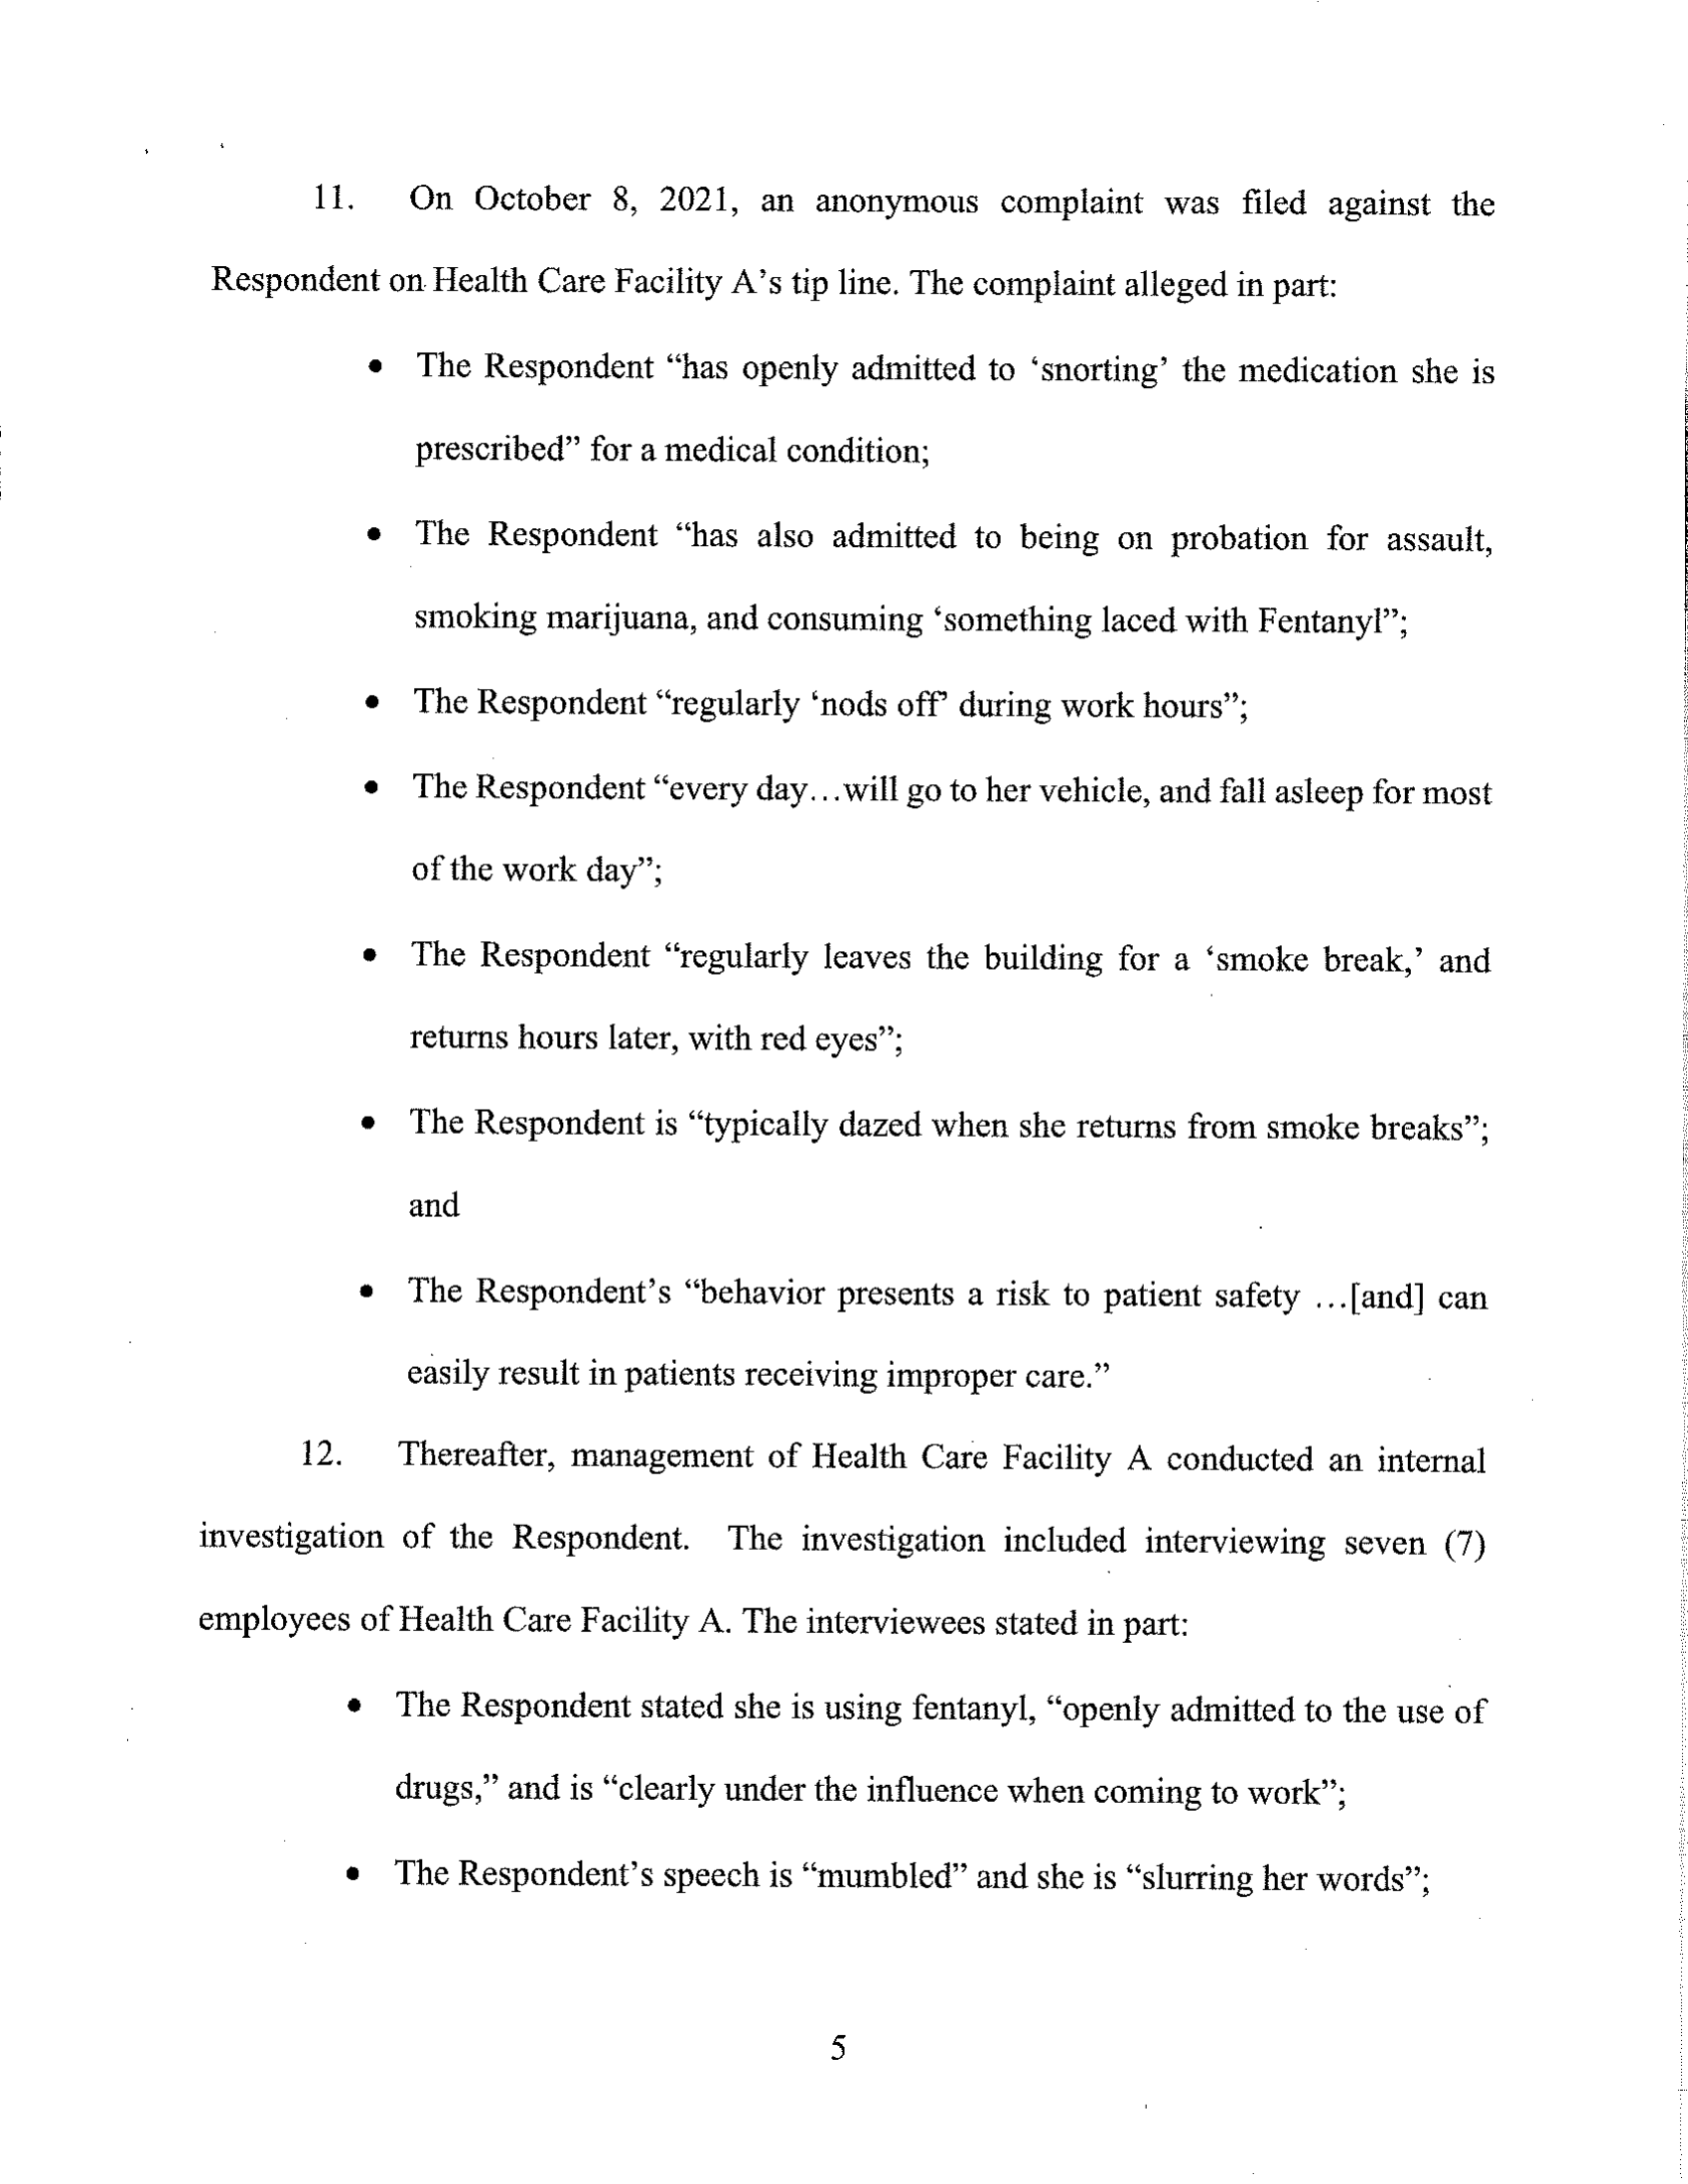 11. On October 8, 2021, an anonymous complaint was filed against the
Respondent on Health Care Facility A’s tip line. The complaint alleged in part:
• The Respondent “has openly admitted to ‘snorting’ the medication she is
prescribed” for a medical condition;
• The Respondent “has also admitted to being on probation for assault,
smoking marijuana, and consuming ‘something laced with Fentanyl”;
• The Respondent “regularly ‘nods off’ during work hours”;
• The Respondent “every day…will go to her vehicle, and fall asleep for most
of the work day”;
• The Respondent “regularly leaves the building for a ‘smoke break,’ and
returns hours later, with red eyes”;
• The Respondent is “typically dazed when she returns from smoke breaks”;
and
• The Respondent’s “behavior presents a risk to patient safety …[and] can
easily result in patients receiving improper care.”
12. Thereafter, management of Health Care Facility A conducted an internal
investigation of the Respondent. The investigation included interviewing seven (7)
employees of Health Care Facility A. The interviewees stated in part:
• The Respondent stated she is using fentanyl, “openly admitted to the use of
drugs,” and is “clearly under the influence when coming to work”;
• The Respondent’s speech is “mumbled” and she is “slurring her words”;
5